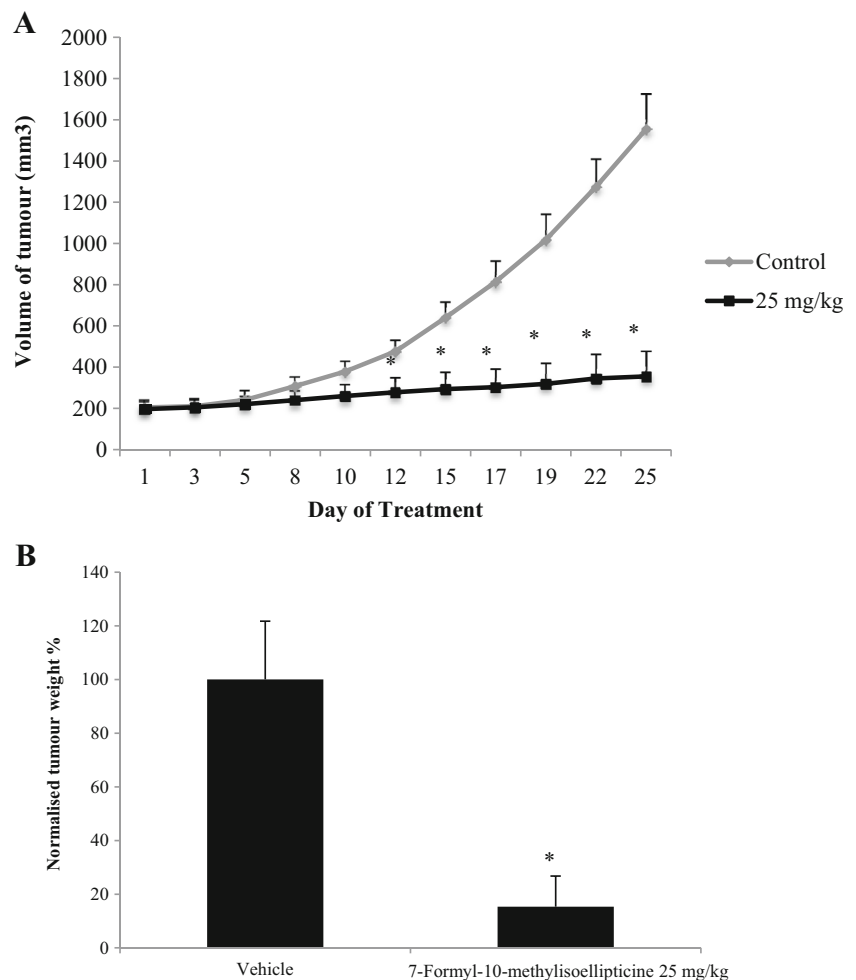 A
2000
1800
1600
1400
1200
1000
800
600
400
200
0
Volume of tumour (mm3)
* * * * * *
1 3 5 8 10 12 15 17 19 22 25
Day of Treatment
Control
25 mg/kg
B
140
120
100
80
60
40
20
0
Normalised tumour weight %
*
Vehicle 7-Formyl-10-methylisoellipticine 25 mg/kg